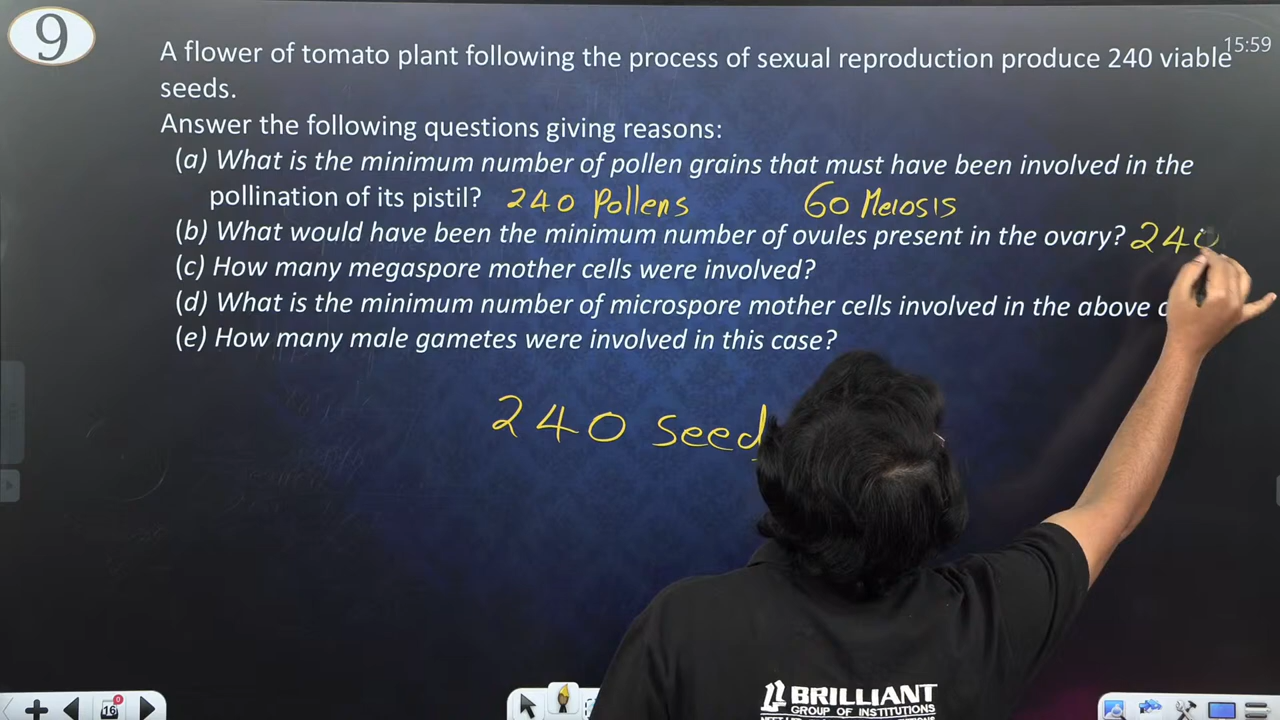 9
15:59
A flower of tomato plant following the process of sexual reproduction produce 240 viable
seeds.
Answer the following questions giving reasons:
(a) What is the minimum number of pollen grains that must have been involved in the
pollination of its pistil? 240 Pollens 60 Meiosis
(b) What would have been the minimum number of ovules present in the ovary? 240
(c) How many megaspore mother cells were involved?
(d) What is the minimum number of microspore mother cells involved in the above
(e) How many male gametes were involved in this case?
240 seed
BRILLIANT
GROUP OF INSTITUTIONS
16